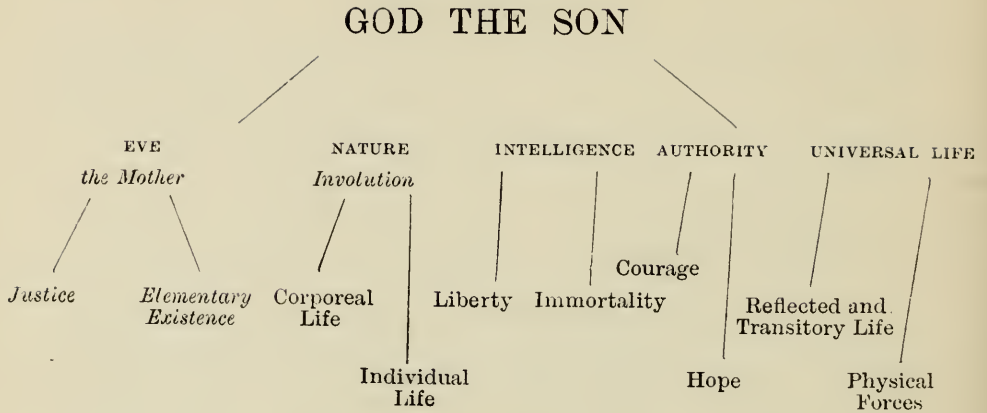 GOD THE SON
EVE
the Mother
NATURE
Involution
INTELLIGENCE
AUTHORITY
UNIVERSAL LIFE
Justice
Elementary
Existence
Corporeal
Life
Individual
Life
Liberty
Immortality
Courage
Hope
Reflected and
Transitory Life
Physical
Forces